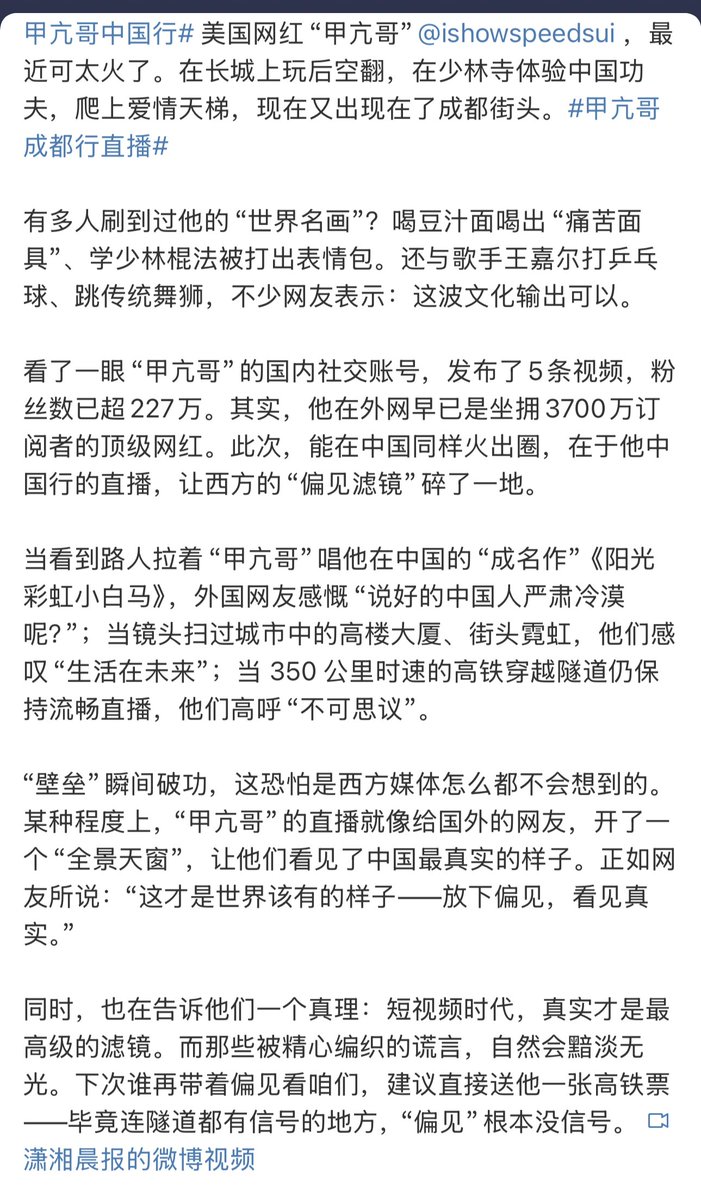 甲亢哥中国行# 美国网红“甲亢哥”@ishowspeedsui ，最
近可太火了。在长城上玩后空翻，在少林寺体验中国功
夫，爬上爱情天梯，现在又出现在了成都街头。#甲亢哥
成都行直播#
有多人刷到过他的“世界名画”？喝豆汁面喝出“痛苦面
具”、学少林棍法被打出表情包。还与歌手王嘉尔打乒乓
球、跳传统舞狮，不少网友表示：这波文化输出可以。
看了一眼“甲亢哥”的国内社交账号，发布了5条视频，粉
丝数已超227万。其实，他在外网早已是坐拥3700万订
阅者的顶级网红。此次，能在中国同样火出圈，在于他中
国行的直播，让西方的“偏见滤镜”碎了一地。
当看到路人拉着“甲亢哥”唱他在中国的“成名作”《阳光
彩虹小白马》，外国网友感慨“说好的中国人严肃冷漠
呢？”；当镜头扫过城市中的高楼大厦、街头霓虹，他们感
叹“生活在未来”；当 350 公里时速的高铁穿越隧道仍保
持流畅直播，他们高呼“不可思议”。
“壁垒”瞬间破功，这恐怕是西方媒体怎么都不会想到的。
某种程度上，“甲亢哥”的直播就像给国外的网友，开了一
个“全景天窗”，让他们看见了中国最真实的样子。正如网
友所说：“这才是世界该有的样子——放下偏见，看见真
实。”
同时，也在告诉他们一个真理：短视频时代，真实才是最
高级的滤镜。而那些被精心编织的谎言，自然会黯淡无
光。下次谁再带着偏见看咱们，建议直接送他一张高铁票
——毕竟连隧道都有信号的地方，“偏见”根本没信号。
潇湘晨报的微博视频